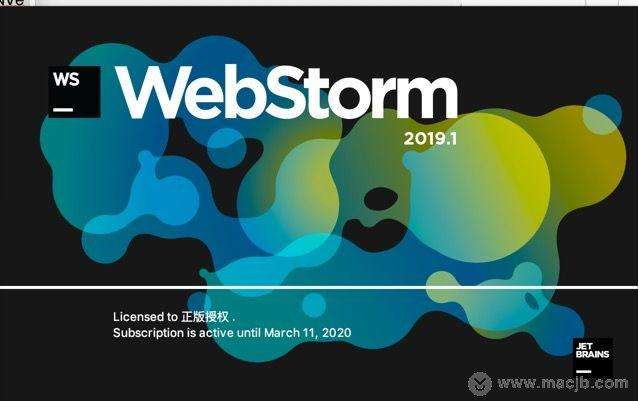 WS
WebStorm
2019.1
Licensed to 正版授权 .
Subscription is active until March 11, 2020
JET
BRAINS
www.macjb.com